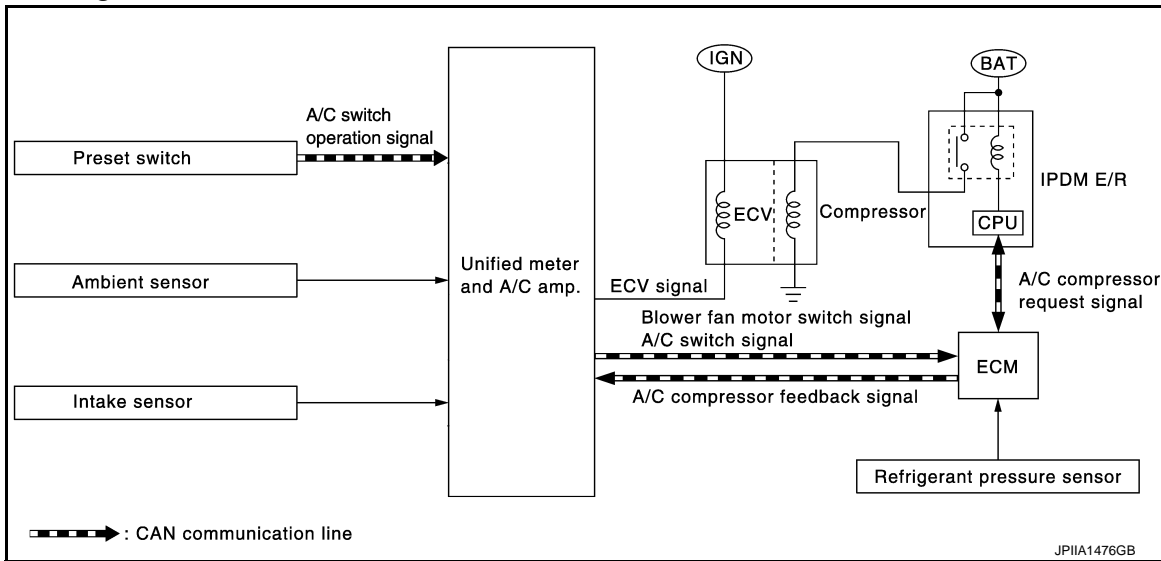 IGN
BAT
A/C switch
operation signal
Preset switch
IPDM E/R
ECV
Compressor
CPU
Unified meter
and A/C amp.
Ambient sensor
ECV signal
A/C compressor
request signal
Blower fan motor switch signal
A/C switch signal
ECM
A/C compressor feedback signal
Intake sensor
Refrigerant pressure sensor
: CAN communication line
JPIIA1476GB